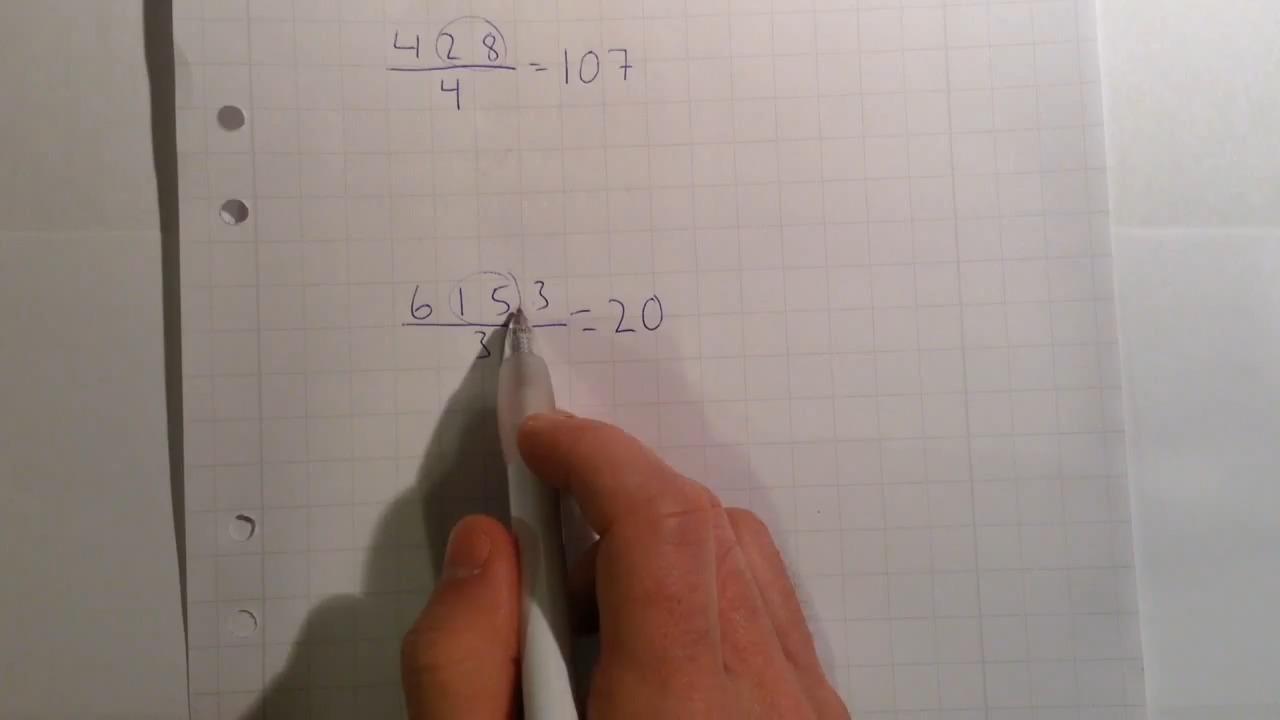 428
4 = 107
6153
3 = 20